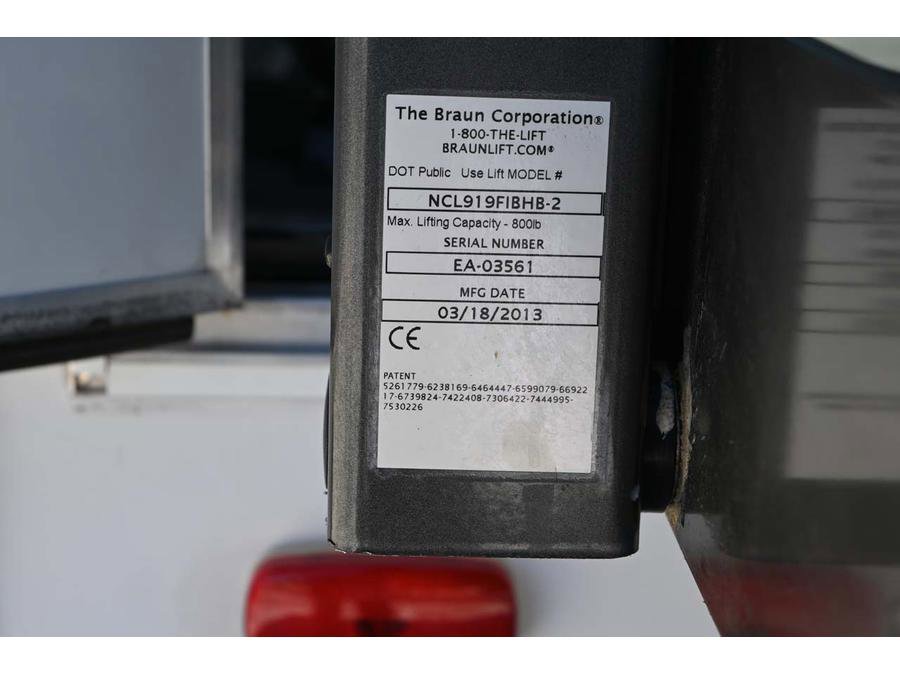 The Braun Corporation®
1-800-THE-LIFT
BRAUNLIFT.COM®
DOT Public Use Lift MODEL #
NCL919FIBHB-2
Max. Lifting Capacity - 800lb
SERIAL NUMBER
EA-03561
MFG DATE
03/18/2013
CE
PATENT
5261779-6238169-6464447-6599079-66922
17-6739824-7422408-7306422-7444995-
7530226